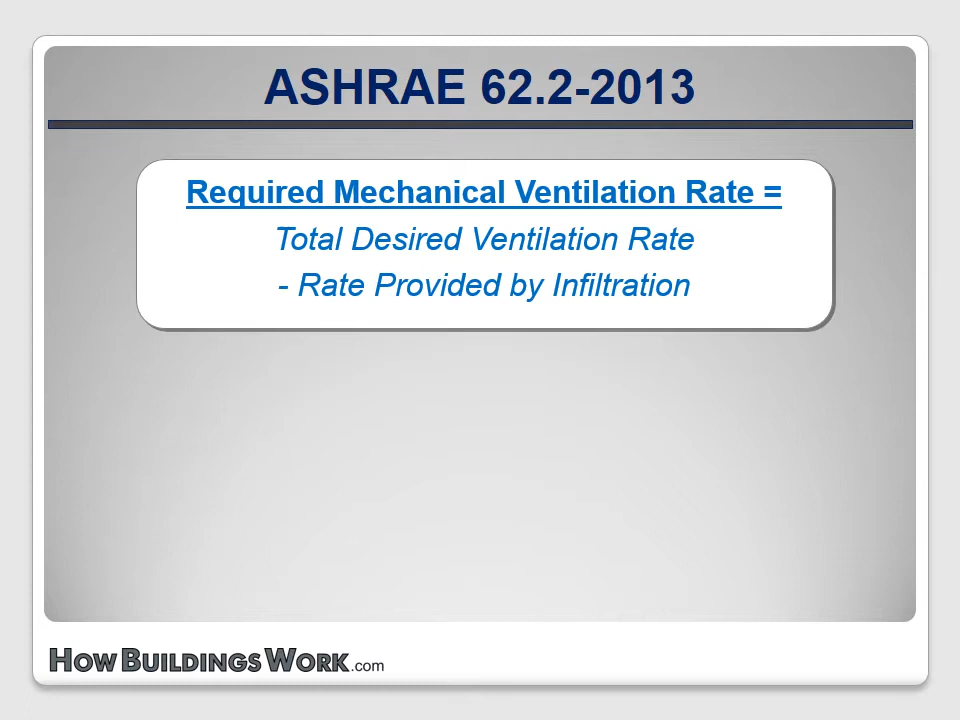 ASHRAE 62.2-2013
Required Mechanical Ventilation Rate =
Total Desired Ventilation Rate
- Rate Provided by Infiltration
HOWBUILDINGSWORK.com